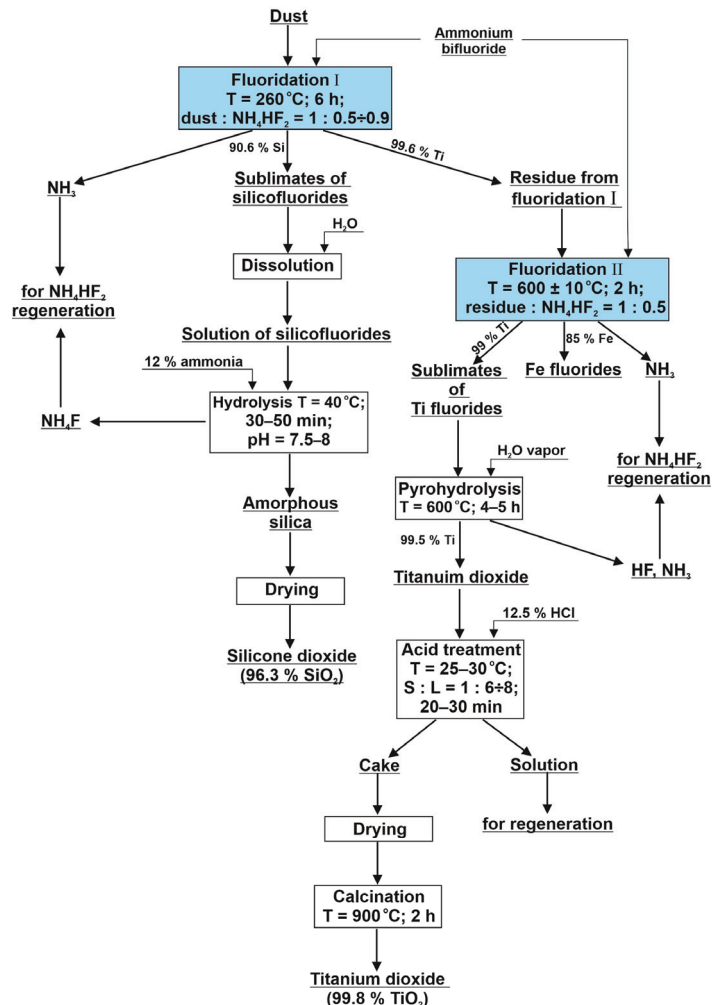 Dust
Ammonium
bifluoride
Fluoridation I
T = 260 °C; 6 h;
dust : NH₄HF₂ = 1 : 0.5÷0.9
90.6 % Si
99.6 % Ti
NH₃
Sublimates of
silicofluorides
Residue from
fluoridation I
H₂O
Dissolution
for NH₄HF₂
regeneration
Fluoridation II
T = 600 ± 10 °C; 2 h;
residue : NH₄HF₂ = 1 : 0.5
Solution of silicofluorides
99 % Ti
85 % Fe
12 % ammonia
Sublimates
of
Ti fluorides
Fe fluorides
NH₃
NH₄F
Hydrolysis T = 40 °C;
30–50 min;
pH = 7.5–8
H₂O vapor
for NH₄HF₂
regeneration
Pyrohydrolysis
T = 600 °C; 4–5 h
Amorphous
silica
99.5 % Ti
Titanuim dioxide
HF, NH₃
Drying
12.5 % HCl
Silicone dioxide
(96.3 % SiO₂)
Acid treatment
T = 25–30 °C;
S : L = 1 : 6÷8;
20–30 min
Cake
Solution
Drying
for regeneration
Calcination
T = 900 °C; 2 h
Titanium dioxide
(99.8 % TiO₂)